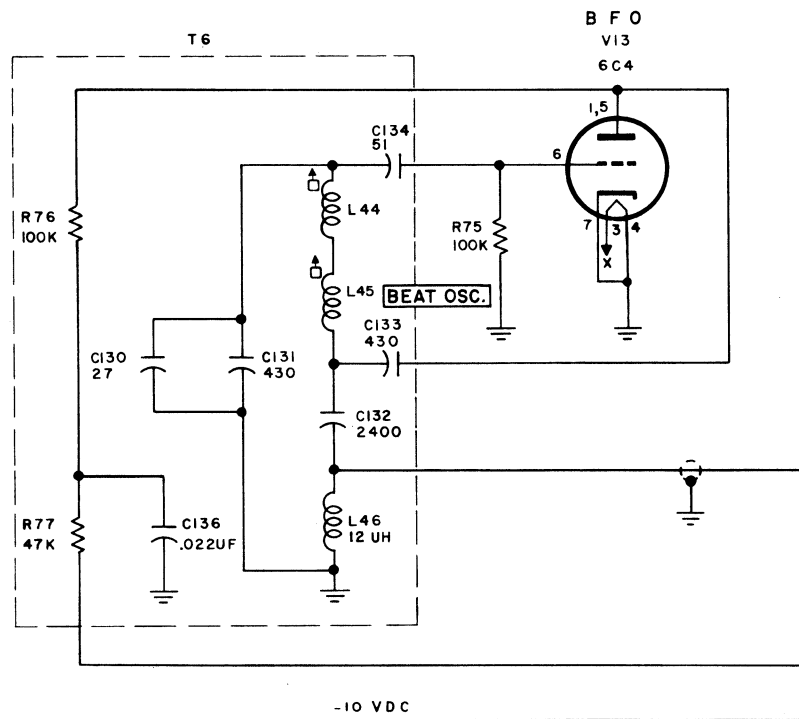 B F O
V13
6C4
T6
1,5
C134
51
6
L44
R76
100K
R75
100K
7
3
4
X
L45
BEAT OSC.
C133
430
C130
27
C131
430
C132
2400
R77
47K
C136
.022UF
L46
12 UH
-10 VDC